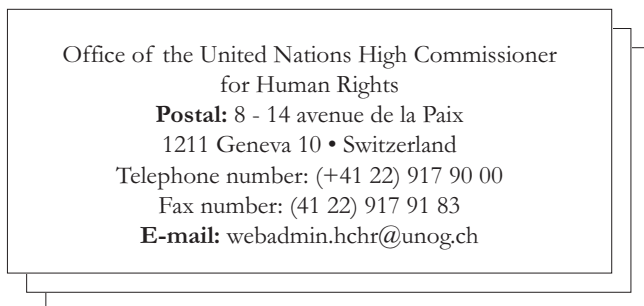 Office of the United Nations High Commissioner
for Human Rights
Postal: 8 - 14 avenue de la Paix
1211 Geneva 10 • Switzerland
Telephone number: (+41 22) 917 90 00
Fax number: (41 22) 917 91 83
E-mail: webadmin.hchr@unog.ch